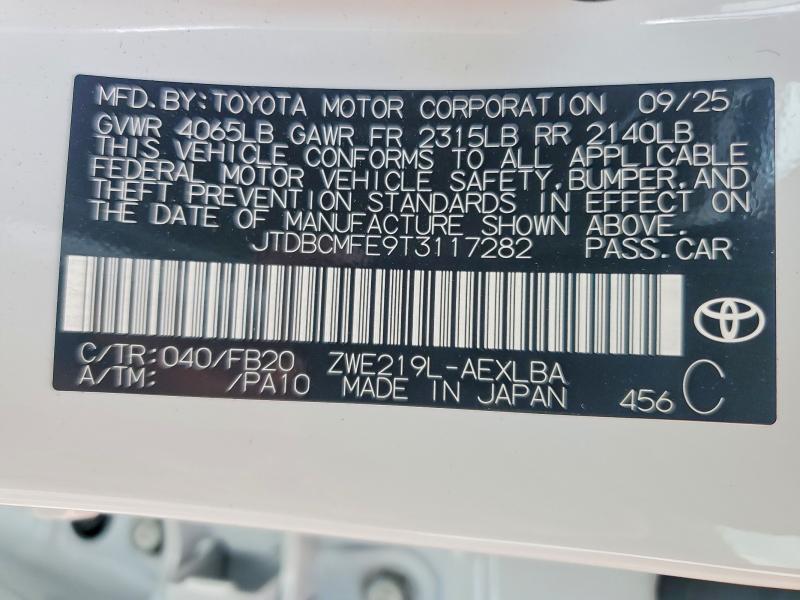 MFD.BY:TOYOTA MOTOR CORPORATION 09/25
GVWR 4065LB GAWR FR 2315LB RR 2140LB
THIS VEHICLE CONFORMS TO ALL APPLICABLE
FEDERAL MOTOR VEHICLE SAFETY,BUMPER,AND
THEFT PREVENTION STANDARDS IN EFFECT ON
THE DATE OF MANUFACTURE SHOWN ABOVE.
JTDBCMFE9T3117282 PASS.CAR
C/TR:040/FB20 ZWE219L-AEXLBA
A/TM: /PA10 MADE IN JAPAN 456 C